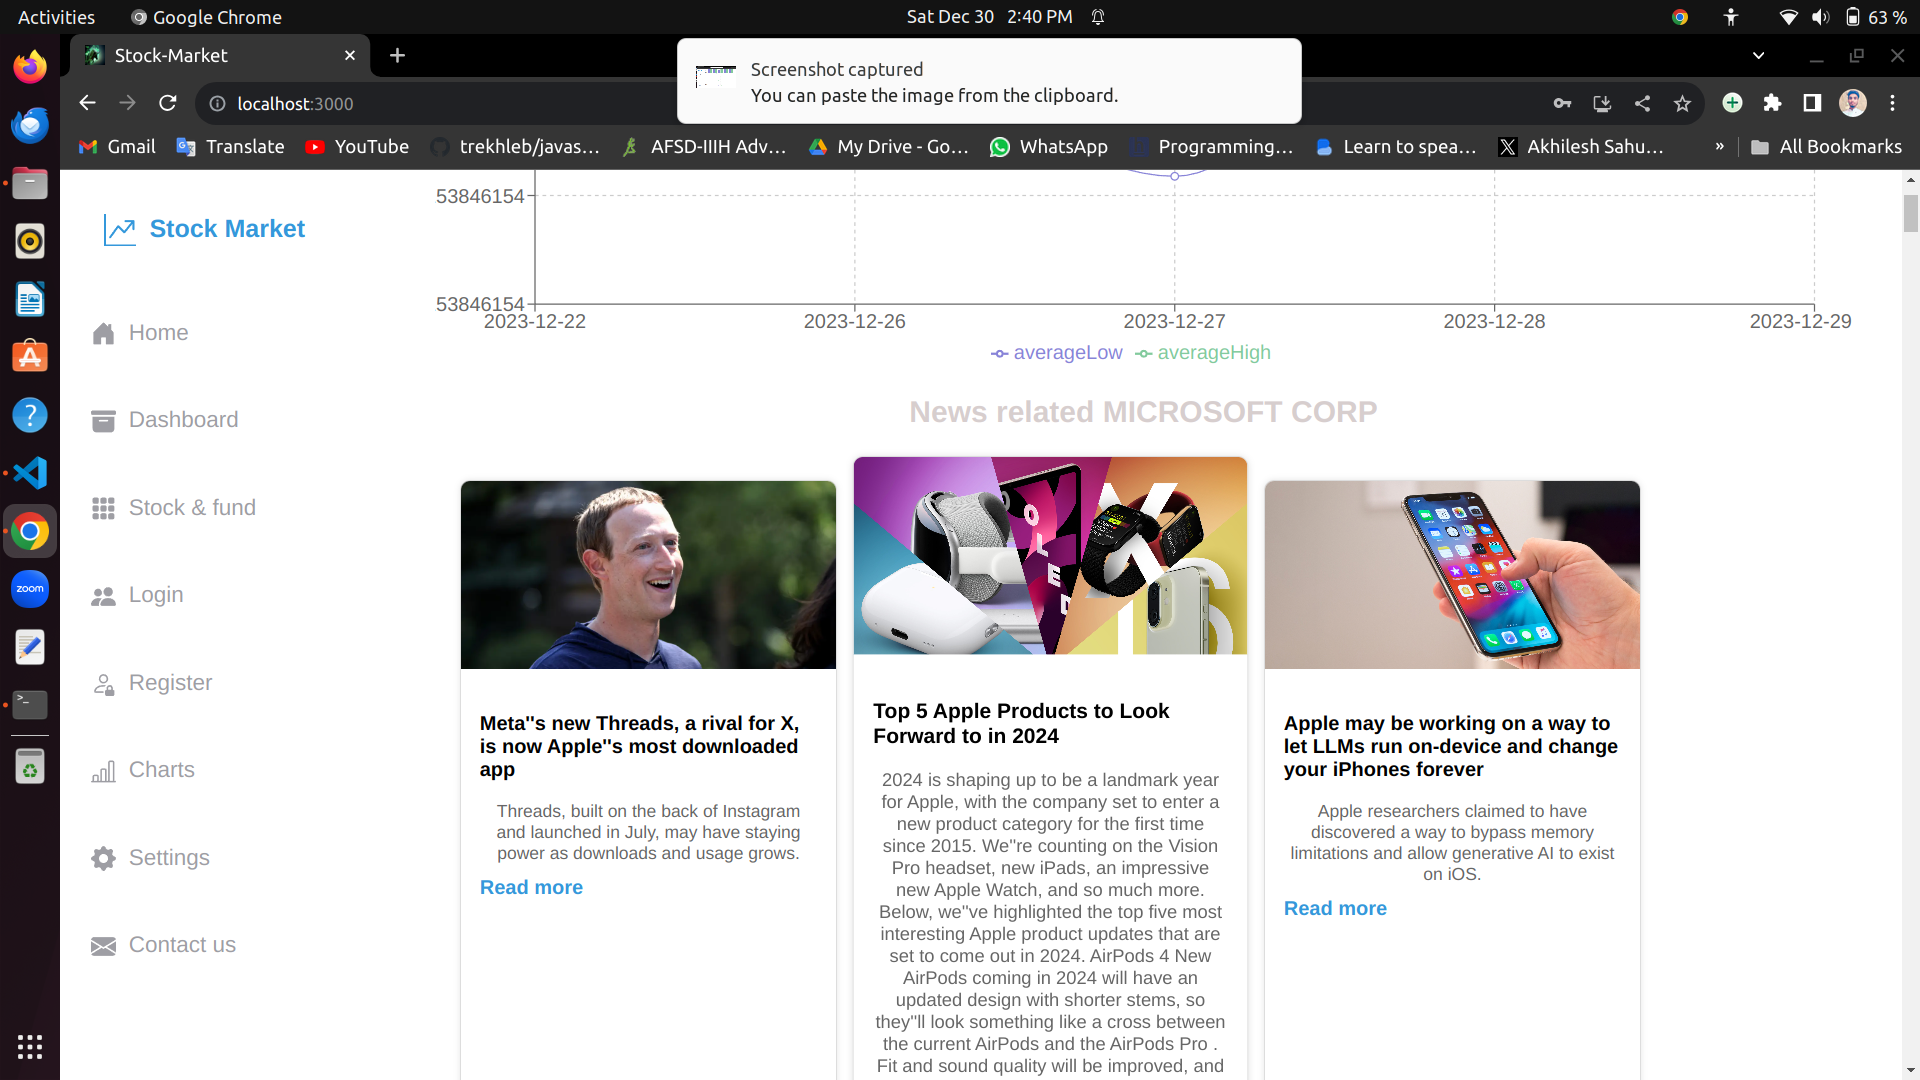 Activities
Google Chrome
Sat Dec 30 2:40 PM
63 %
Stock-Market
Screenshot captured
You can paste the image from the clipboard.
localhost:3000
Gmail
Translate
YouTube
trekhleb/javas...
AFSD-IIIH Adv...
My Drive - Go...
WhatsApp
Programming...
Learn to spea...
Akhilesh Sahu...
»
All Bookmarks
Stock Market
Home
Dashboard
Stock & fund
Login
Register
Charts
Settings
Contact us
zoom
53846154
53846154
2023-12-22
2023-12-26
2023-12-27
2023-12-28
2023-12-29
averageLow
averageHigh
News related MICROSOFT CORP
Meta''s new Threads, a rival for X,
is now Apple''s most downloaded
app
Threads, built on the back of Instagram
and launched in July, may have staying
power as downloads and usage grows.
Read more
Top 5 Apple Products to Look
Forward to in 2024
2024 is shaping up to be a landmark year
for Apple, with the company set to enter a
new product category for the first time
since 2015. We''re counting on the Vision
Pro headset, new iPads, an impressive
new Apple Watch, and so much more.
Below, we''ve highlighted the top five most
interesting Apple product updates that are
set to come out in 2024. AirPods 4 New
AirPods coming in 2024 will have an
updated design with shorter stems, so
they''ll look something like a cross between
the current AirPods and the AirPods Pro .
Fit and sound quality will be improved, and
Apple may be working on a way to
let LLMs run on-device and change
your iPhones forever
Apple researchers claimed to have
discovered a way to bypass memory
limitations and allow generative AI to exist
on iOS.
Read more